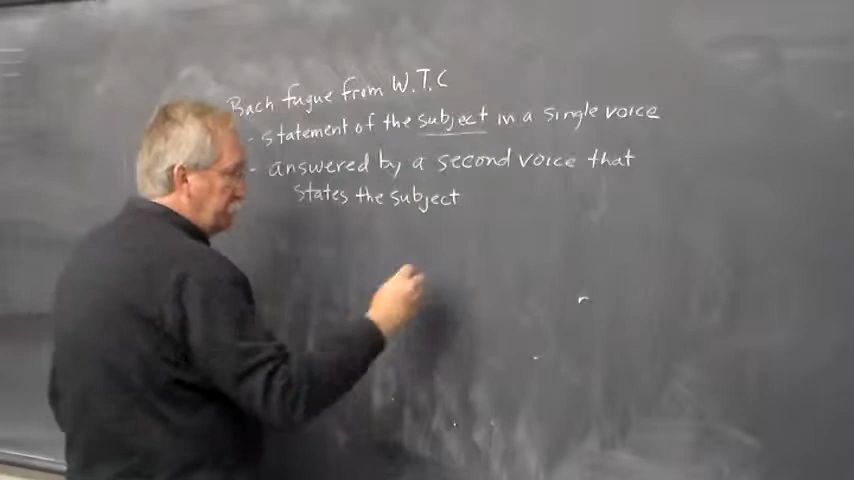 Bach fugue from W.T.C
- statement of the subject in a single voice
- answered by a second voice that
states the subject